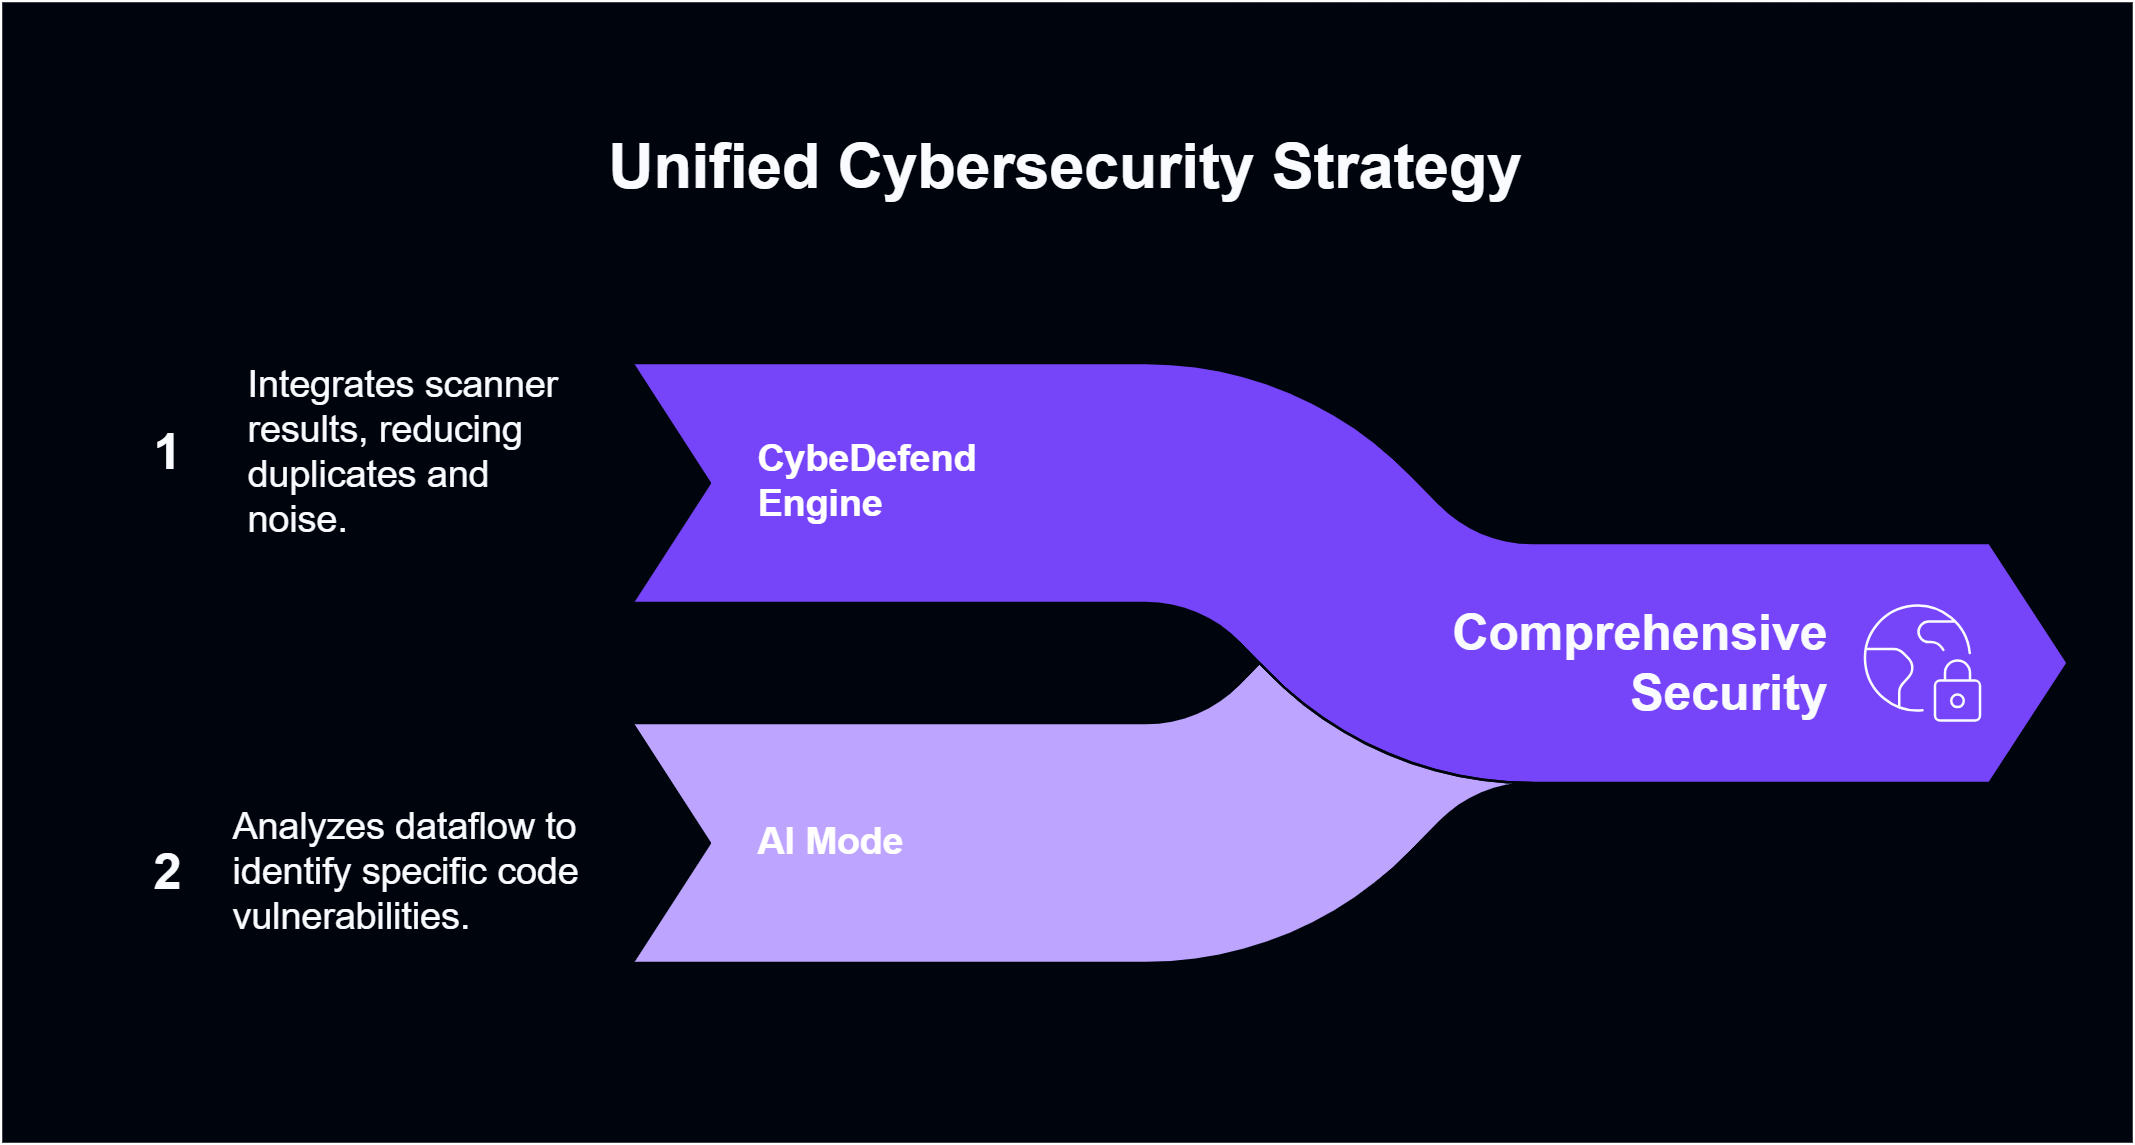 Unified Cybersecurity Strategy
1
Integrates scanner
results, reducing
duplicates and
noise.
CybeDefend
Engine
Comprehensive
Security
2
Analyzes dataflow to
identify specific code
vulnerabilities.
AI Mode